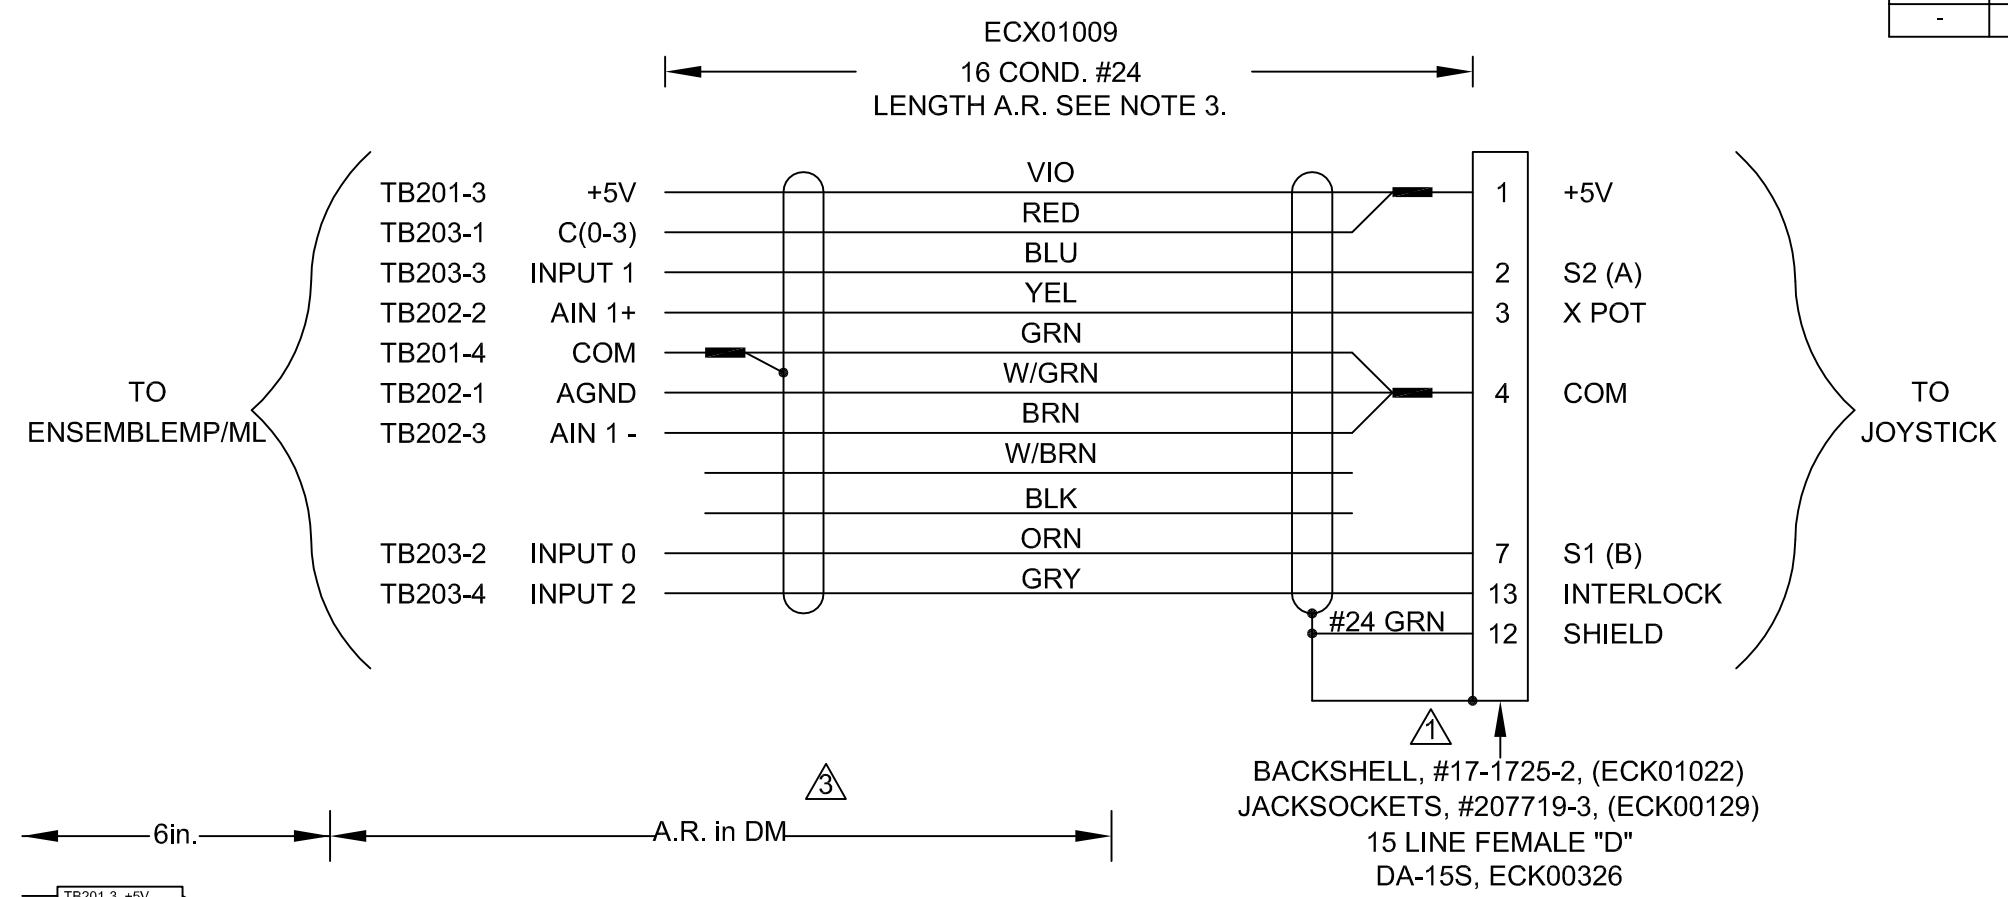 -
ECX01009
16 COND. #24
LENGTH A.R. SEE NOTE 3.
VIO
TB201-3 +5V 1 +5V
RED
TB203-1 C(0-3)
BLU
TB203-3 INPUT 1 2 S2 (A)
YEL
TB202-2 AIN 1+ 3 X POT
GRN
TB201-4 COM
W/GRN
TO TB202-1 AGND 4 COM TO
BRN
ENSEMBLEMP/ML TB202-3 AIN 1 - JOYSTICK
W/BRN
BLK
ORN
TB203-2 INPUT 0 7 S1 (B)
GRY
TB203-4 INPUT 2 13 INTERLOCK
#24 GRN 12 SHIELD
1
BACKSHELL, #17-1725-2, (ECK01022)
JACKSOCKETS, #207719-3, (ECK00129)
15 LINE FEMALE "D"
DA-15S, ECK00326
3
6in. A.R. in DM
TB201-3 +5V